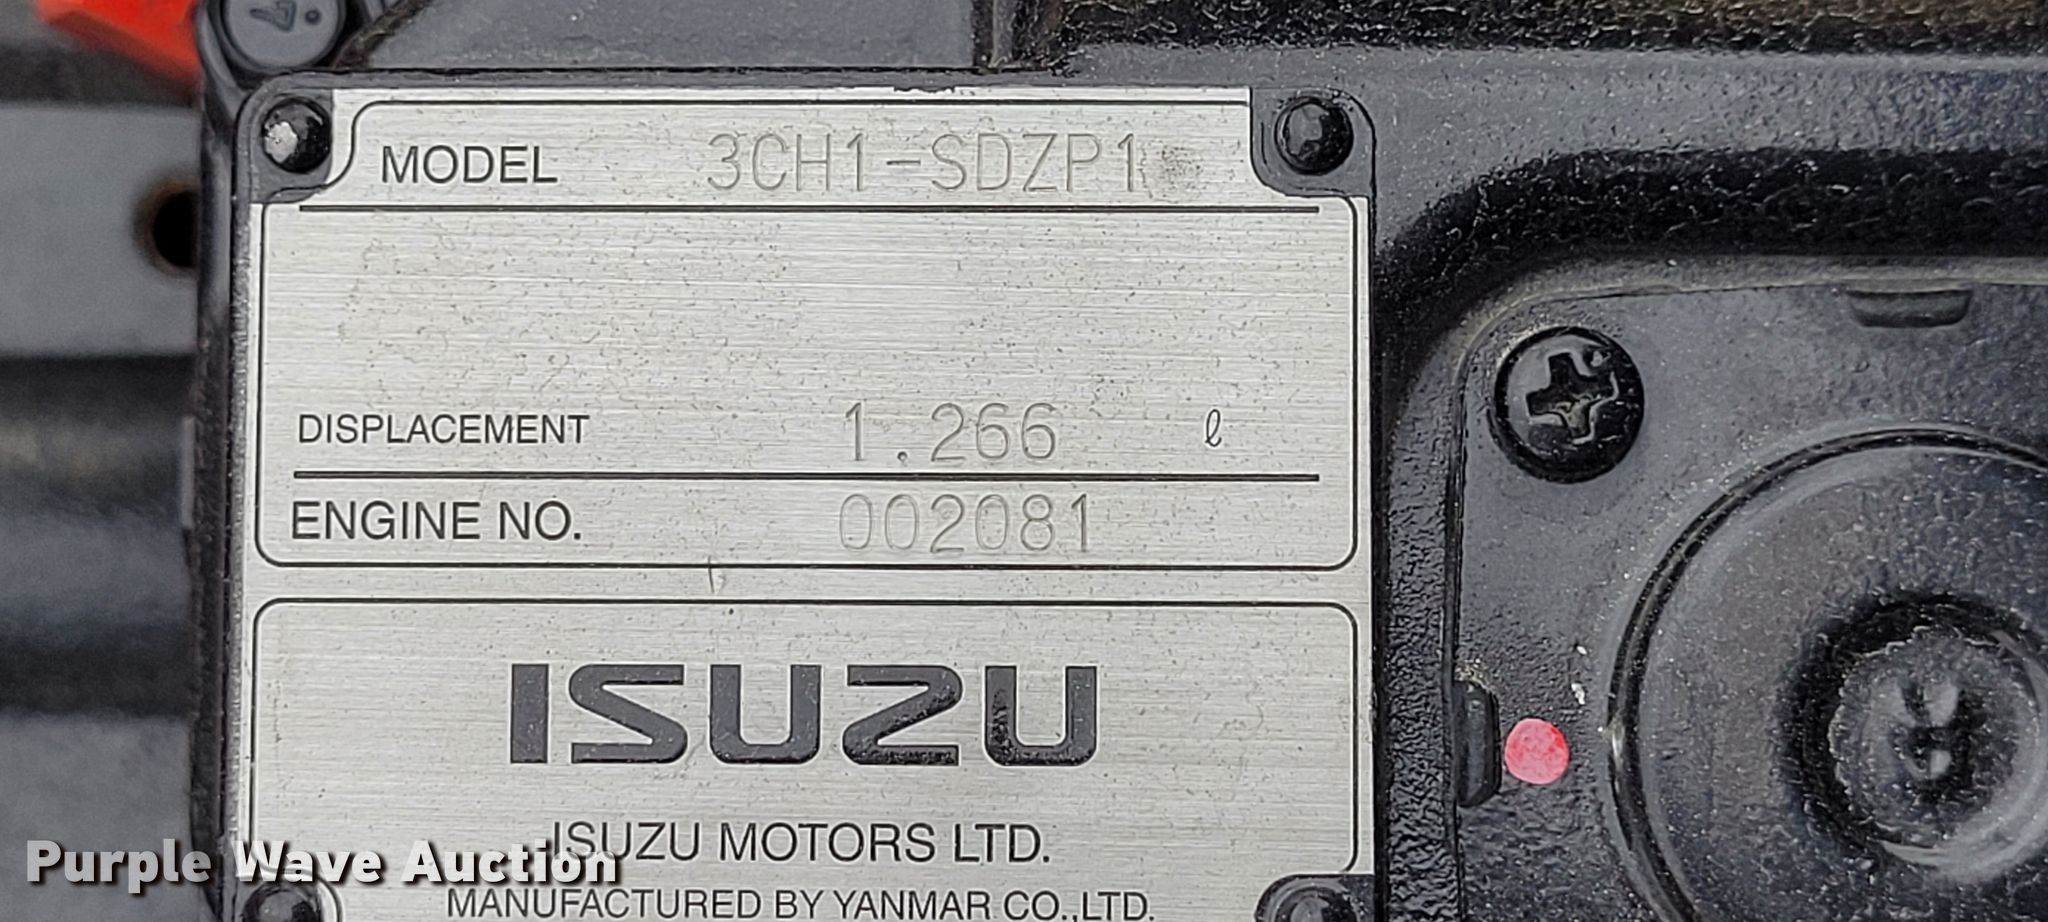 MODEL 3CH1-SDZP1
DISPLACEMENT 1.266 ℓ
ENGINE NO. 002081
ISUZU
ISUZU MOTORS LTD.
MANUFACTURED BY YANMAR CO.,LTD.
Purple Wave Auction